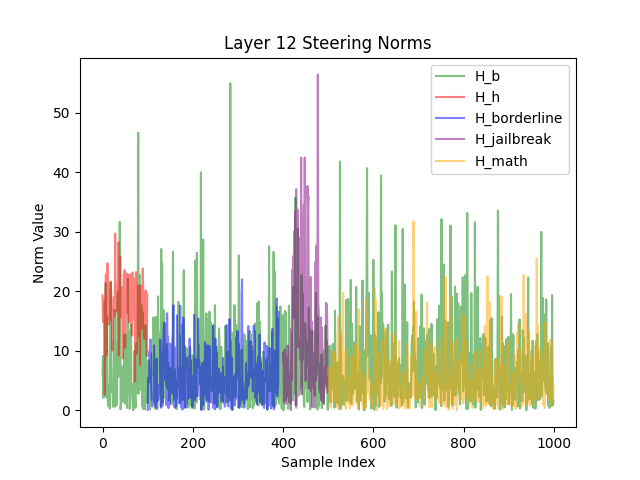 Layer 12 Steering Norms
H_b
H_h
H_borderline
H_jailbreak
H_math
Norm Value
50
40
30
20
10
0
0 200 400 600 800 1000
Sample Index